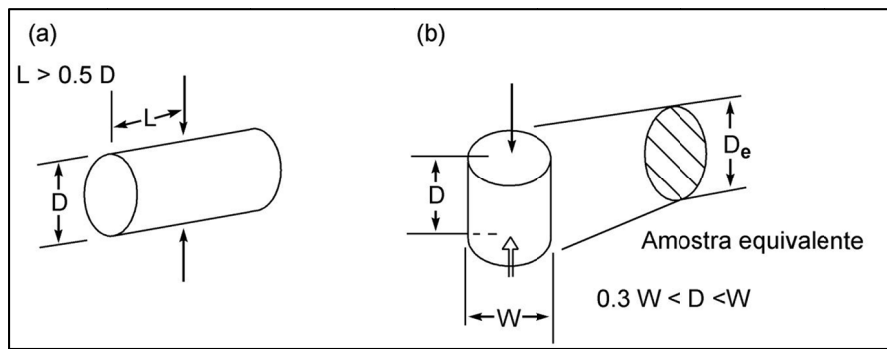 (a)
L > 0.5 D
L
D
(b)
D
W
De
Amostra equivalente
0.3 W < D <W